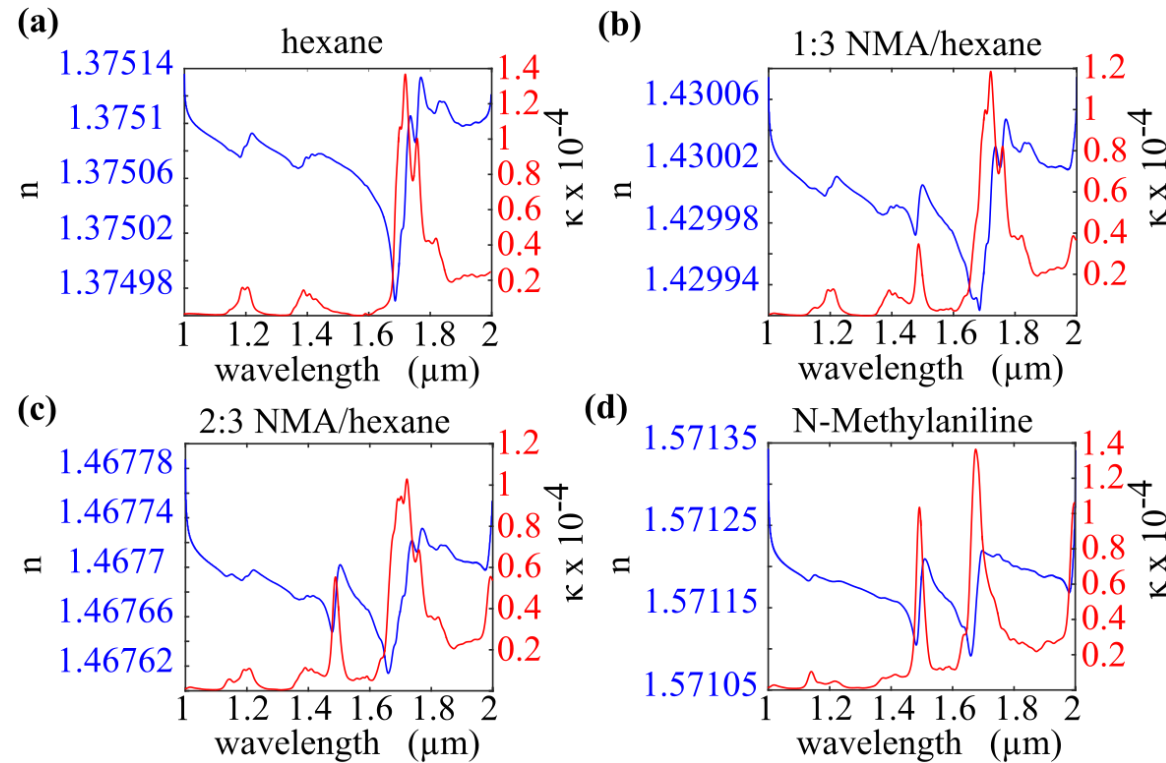 (a)
hexane
1.37514
1.3751
1.37506
1.37502
1.37498
n
1.4
1.2
1
0.8
0.6
0.4
0.2
κ x 10-4
1 1.2 1.4 1.6 1.8 2
wavelength (μm)
(b)
1:3 NMA/hexane
1.43006
1.43002
1.42998
1.42994
n
1.2
1
0.8
0.6
0.4
0.2
κ x 10-4
1 1.2 1.4 1.6 1.8 2
wavelength (μm)
(c)
2:3 NMA/hexane
1.46778
1.46774
1.4677
1.46766
1.46762
n
1.2
1
0.8
0.6
0.4
0.2
κ x 10-4
1 1.2 1.4 1.6 1.8 2
wavelength (μm)
(d)
N-Methylaniline
1.57135
1.57125
1.57115
1.57105
n
1.4
1.2
1
0.8
0.6
0.4
0.2
κ x 10-4
1 1.2 1.4 1.6 1.8 2
wavelength (μm)